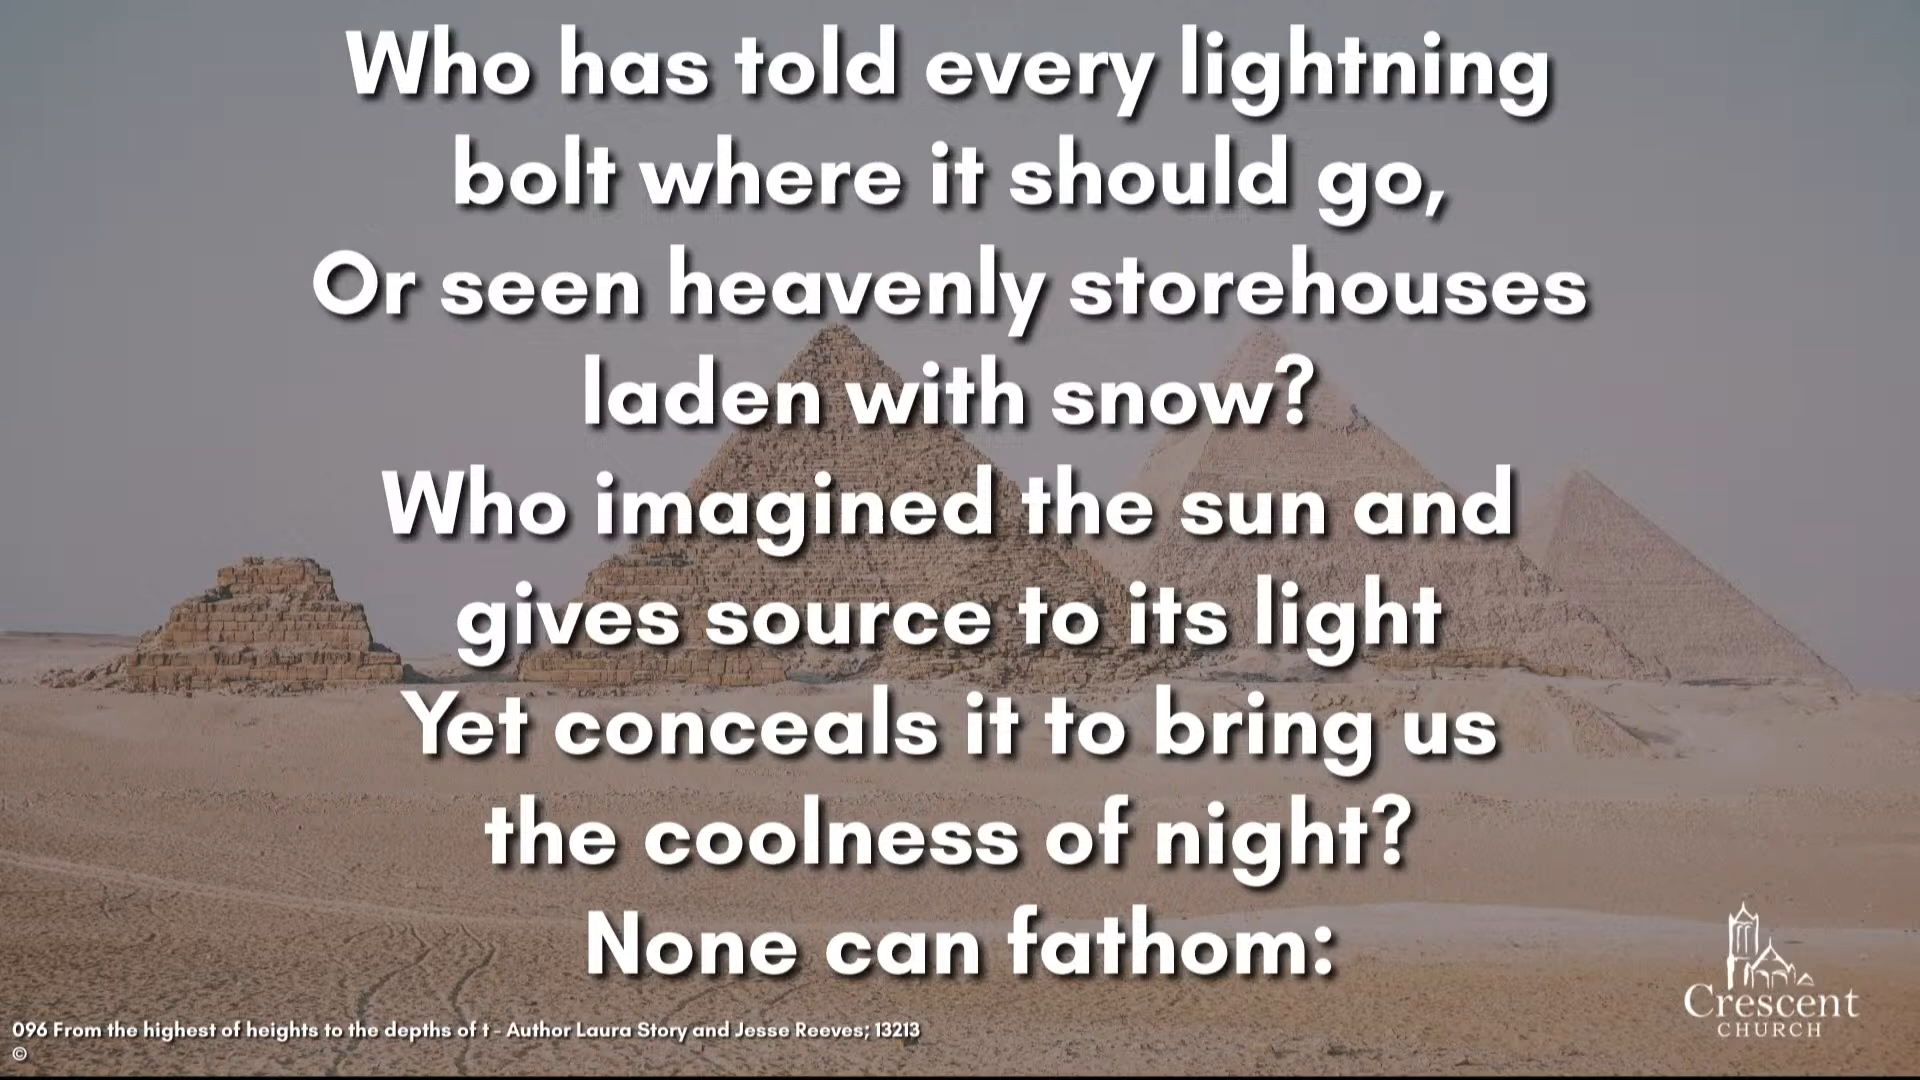 Who has told every lightning
bolt where it should go,
Or seen heavenly storehouses
laden with snow?
Who imagined the sun and
gives source to its light
Yet conceals it to bring us
the coolness of night?
None can fathom:
Crescent
CHURCH
096 From the highest of heights to the depths of t - Author Laura Story and Jesse Reeves; 13213
©